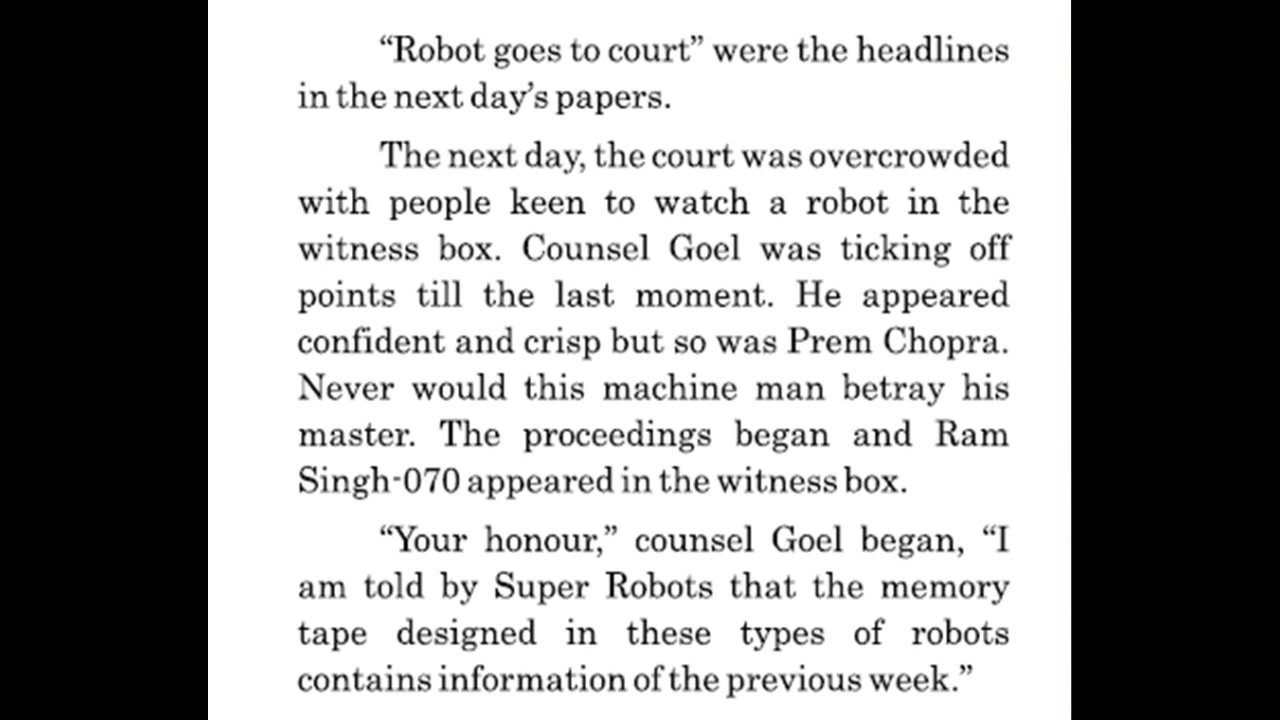 “Robot goes to court” were the headlines
in the next day’s papers.
The next day, the court was overcrowded
with people keen to watch a robot in the
witness box. Counsel Goel was ticking off
points till the last moment. He appeared
confident and crisp but so was Prem Chopra.
Never would this machine man betray his
master. The proceedings began and Ram
Singh-070 appeared in the witness box.
“Your honour,” counsel Goel began, “I
am told by Super Robots that the memory
tape designed in these types of robots
contains information of the previous week.”